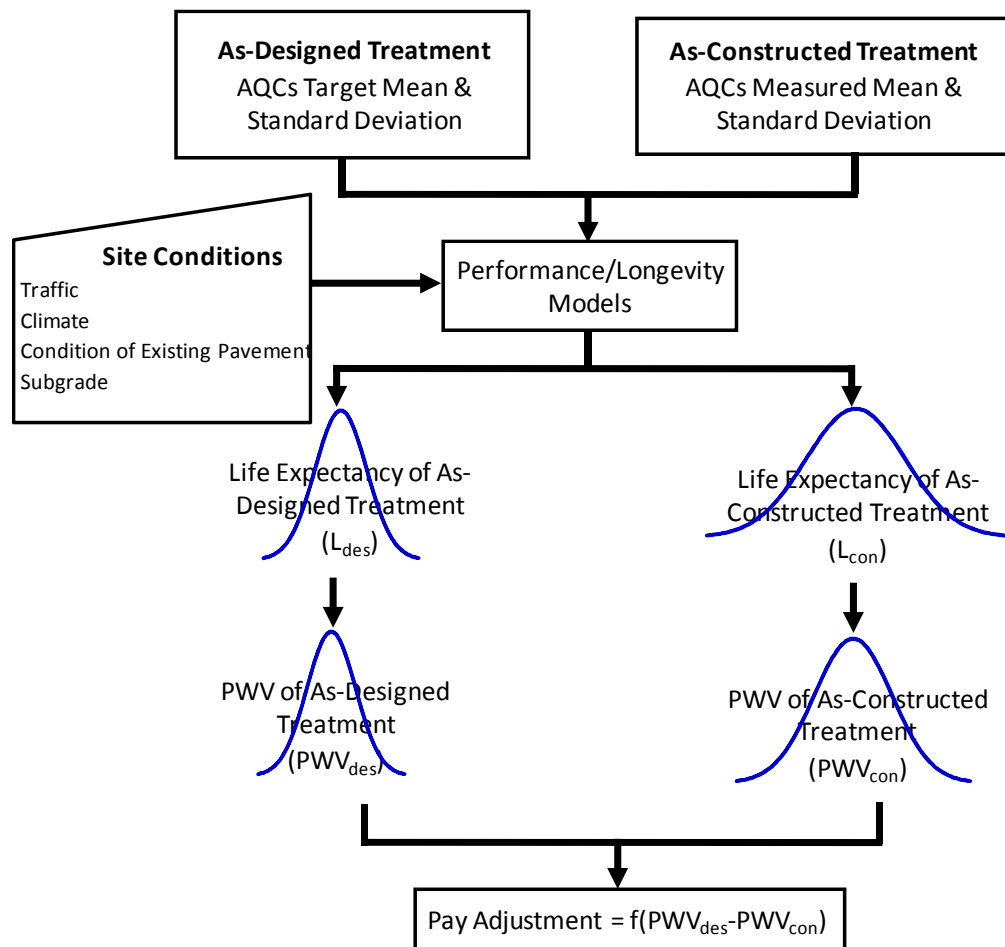 As-Designed Treatment
AQCs Target Mean &
Standard Deviation
As-Constructed Treatment
AQCs Measured Mean &
Standard Deviation
Site Conditions
Traffic
Climate
Condition of Existing Pavement
Subgrade
Performance/Longevity
Models
Life Expectancy of As-
Designed Treatment
(Ldes)
Life Expectancy of As-
Constructed Treatment
(Lcon)
PWV of As-Designed
Treatment
(PWVdes)
PWV of As-Constructed
Treatment
(PWVcon)
Pay Adjustment = f(PWVdes-PWVcon)